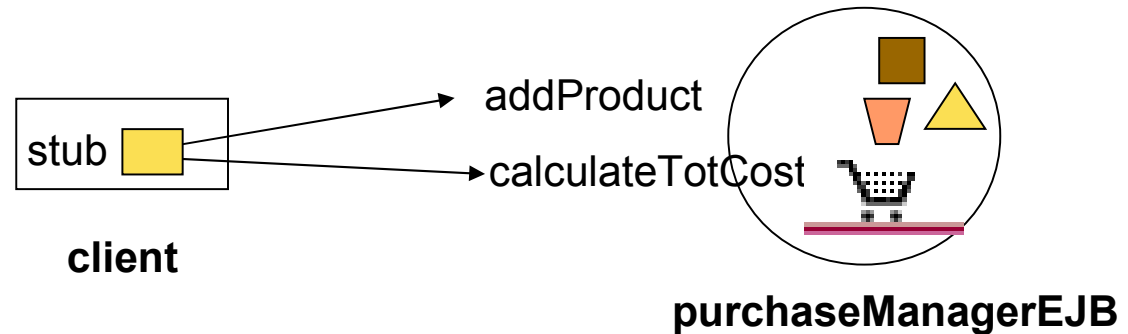 addProduct
stub
calculateTotCost
client
purchaseManagerEJB